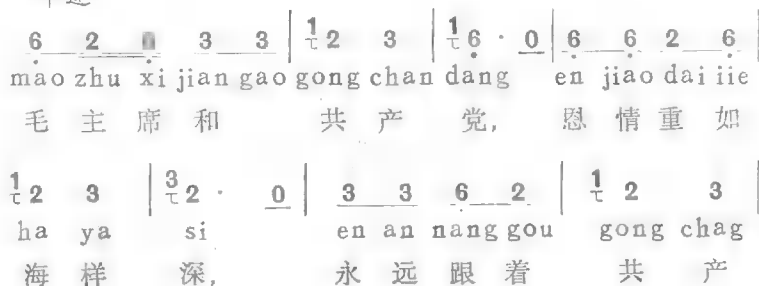 6 2 3 3 | 1 2 3 | 1 6 · 0 | 6 6 2 6 |
mao zhu xi jian gao gong chan dang en jiao dai iie
毛 主 席 和 共 产 党, 恩 情 重 如
1 2 3 | 3 2 · 0 | 3 3 6 2 | 1 2 3 |
ha ya si en an nang gou gong chag
海 样 深, 永 远 跟 着 共 产